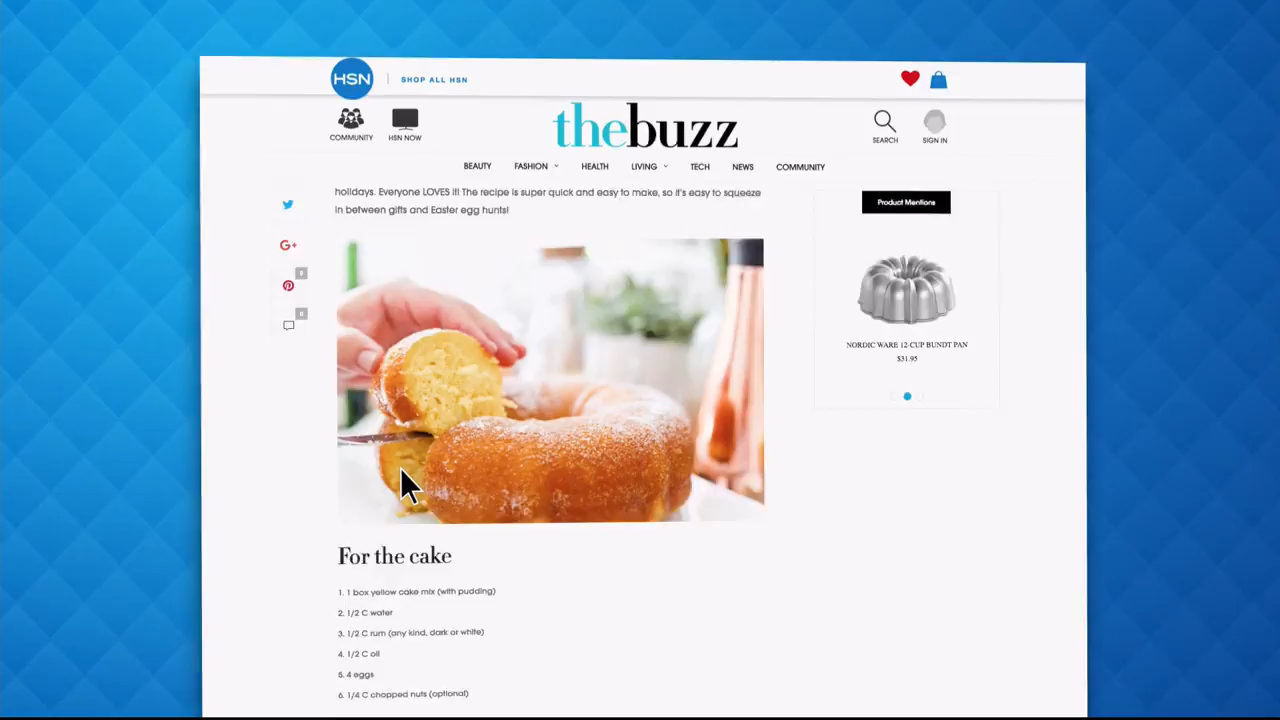 HSN
SHOP ALL HSN
COMMUNITY
HSN NOW
thebuzz
SEARCH
SIGN IN
BEAUTY FASHION HEALTH LIVING TECH NEWS COMMUNITY
holidays. Everyone LOVES it! The recipe is super quick and easy to make, so it's easy to squeeze
in between gifts and Easter egg hunts!
G+
Product Mentions
NORDIC WARE 12-CUP BUNDT PAN
$31.95
For the cake
1. 1 box yellow cake mix (with pudding)
2. 1/2 C water
3. 1/2 C rum (any kind, dark or white)
4. 1/2 C oil
5. 4 eggs
6. 1/4 C chopped nuts (optional)